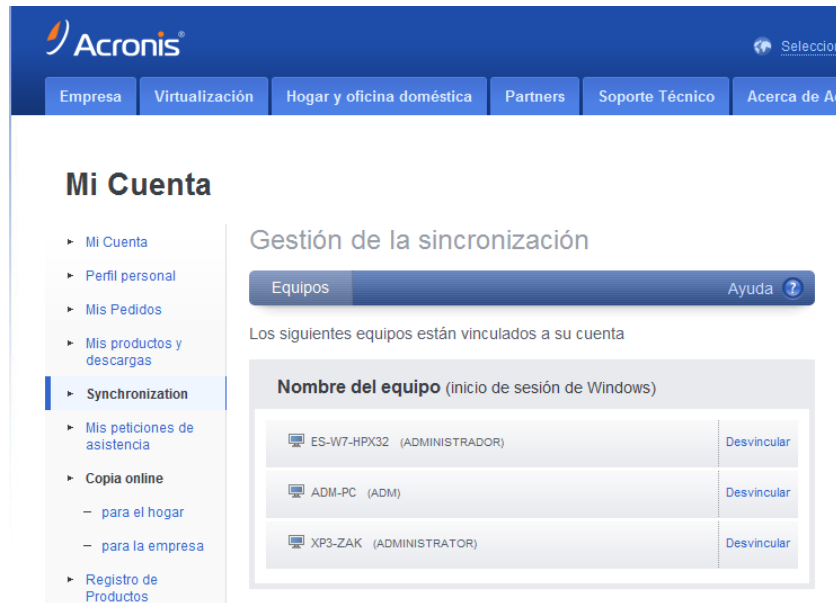 Acronis®
Empresa Virtualización Hogar y oficina doméstica Partners Soporte Técnico Acerca de
Mi Cuenta
Mi Cuenta
Perfil personal
Mis Pedidos
Mis productos y
descargas
Synchronization
Mis peticiones de
asistencia
Copia online
– para el hogar
– para la empresa
Registro de
Productos
Gestión de la sincronización
Equipos Ayuda ?
Los siguientes equipos están vinculados a su cuenta
Nombre del equipo (inicio de sesión de Windows)
ES-W7-HPX32 (ADMINISTRADOR) Desvincular
ADM-PC (ADM) Desvincular
XP3-ZAK (ADMINISTRATOR) Desvincular